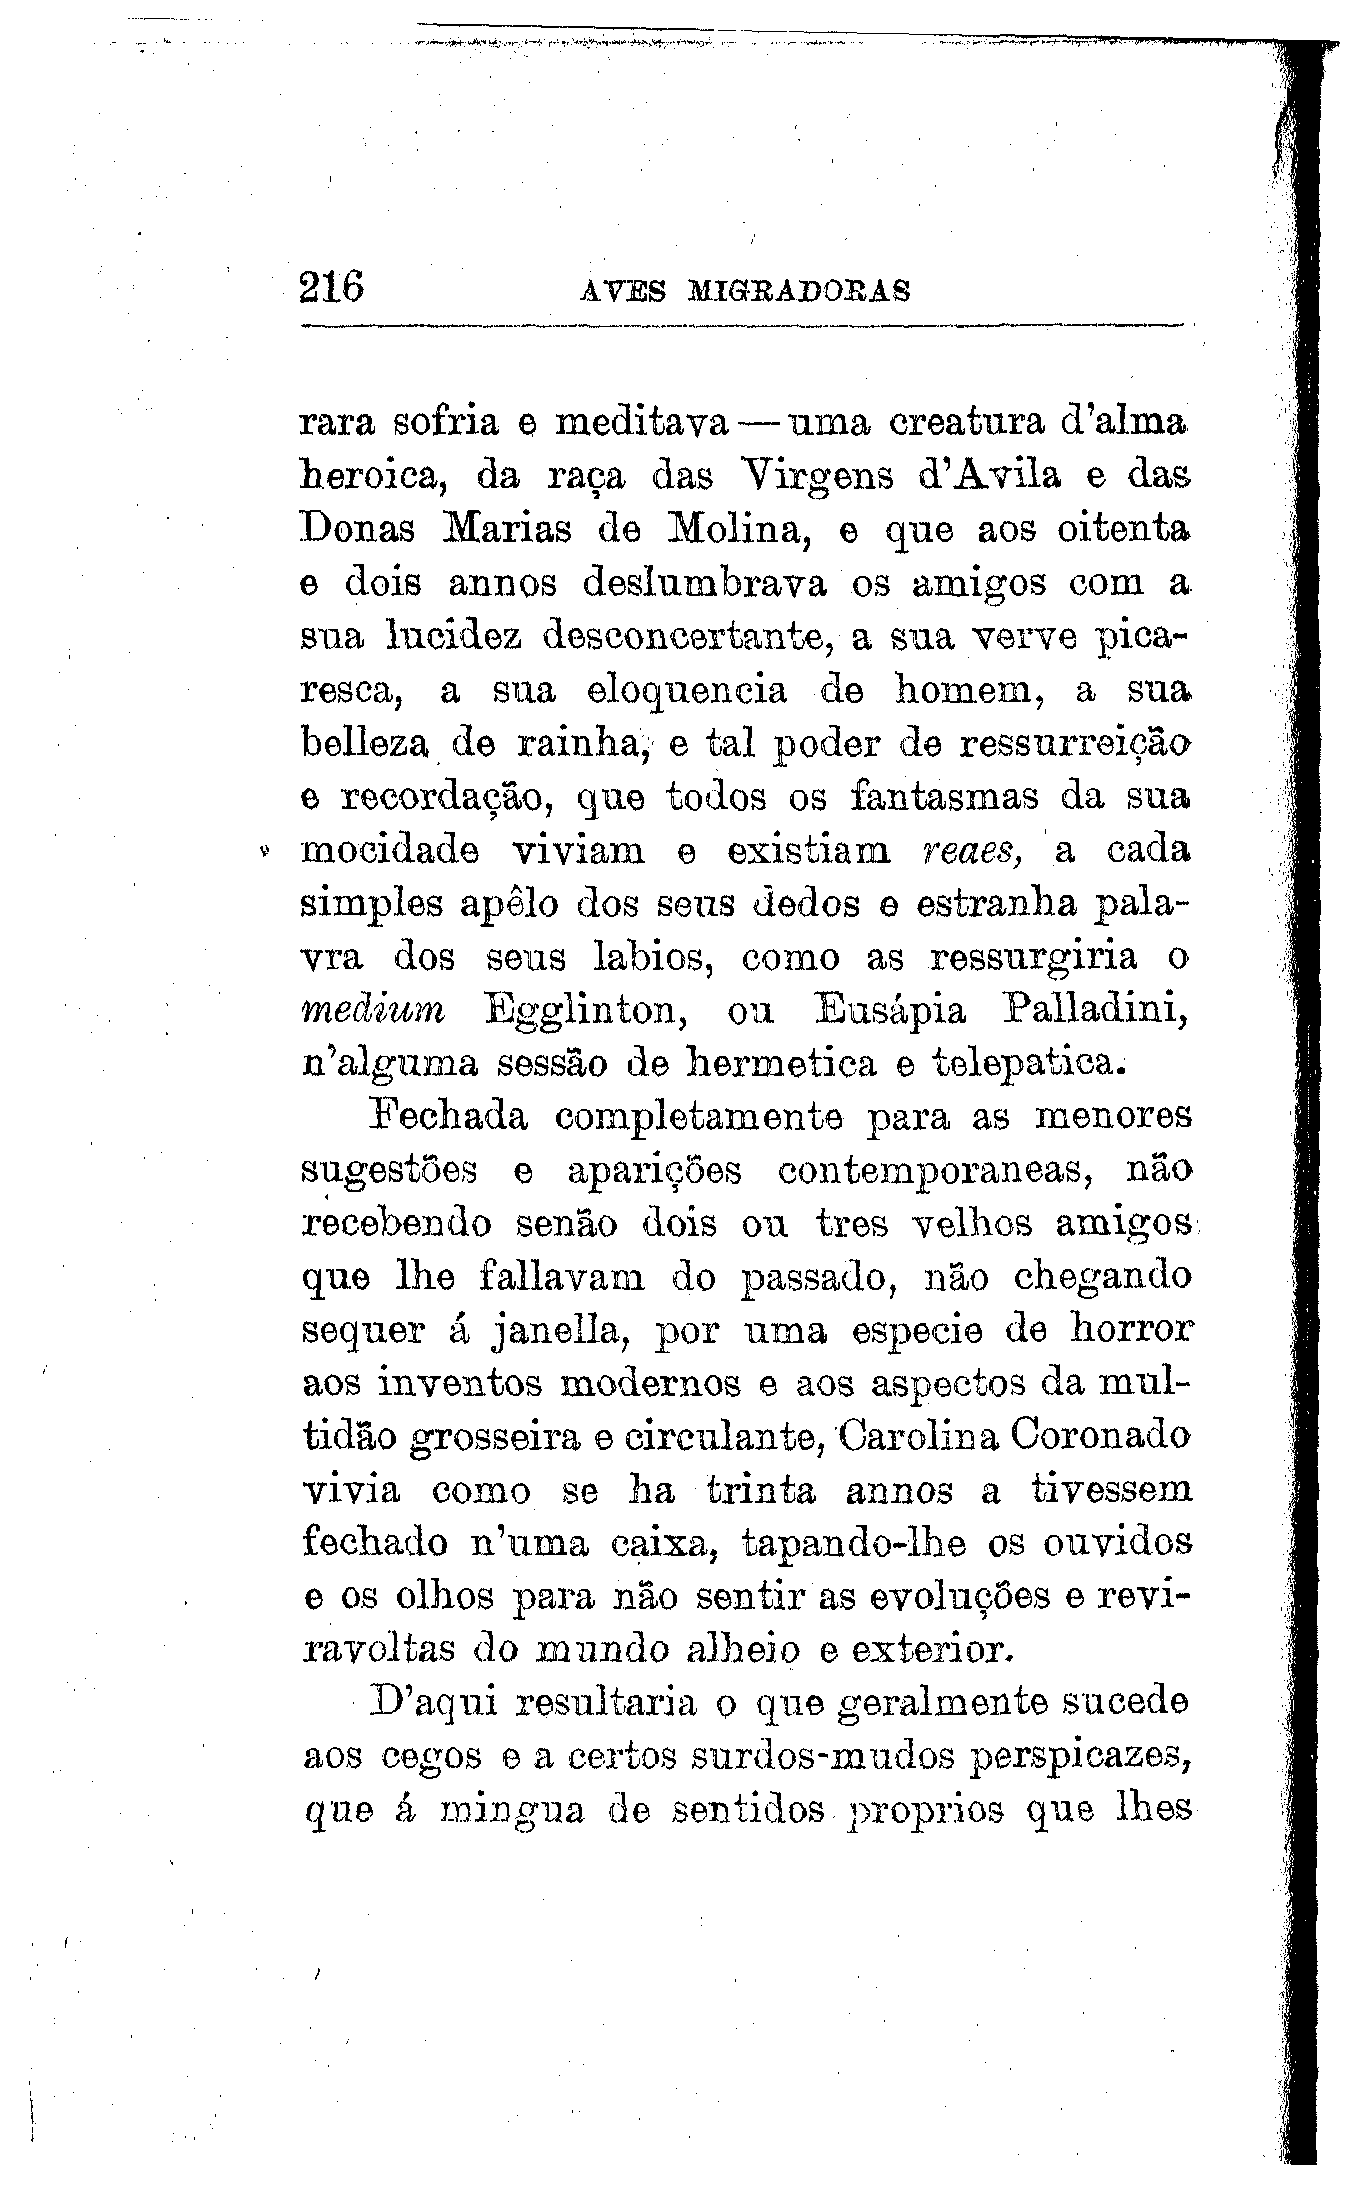 216 AVES MIGRADORAS
rara sofria e meditava — uma creatura d'alma
heroica, da raça das Virgens d'Avila e das
Donas Marias de Molina, e que aos oitenta
e dois annos deslumbrava os amigos com a
sua lucidez desconcertante, a sua verve pica-
resca, a sua eloquencia de homem, a sua
belleza de rainha, e tal poder de ressurreição
e recordação, que todos os fantasmas da sua
mocidade viviam e existiam reaes, a cada
simples apêlo dos seus dedos e estranha pala-
vra dos seus labios, como as ressurgiria o
medium Egglinton, ou Eusápia Palladini,
n'alguma sessão de hermetica e telepatica.
Fechada completamente para as menores
sugestões e aparições contemporaneas, não
recebendo senão dois ou tres velhos amigos
que lhe fallavam do passado, não chegando
sequer á janella, por uma especie de horror
aos inventos modernos e aos aspectos da mul-
tidão grosseira e circulante, Carolina Coronado
vivia como se ha trinta annos a tivessem
fechado n'uma caixa, tapando-lhe os ouvidos
e os olhos para não sentir as evoluções e revi-
ravoltas do mundo alheio e exterior.
D'aqui resultaria o que geralmente sucede
aos cegos e a certos surdos-mudos perspicazes,
que á mingua de sentidos proprios que lhes